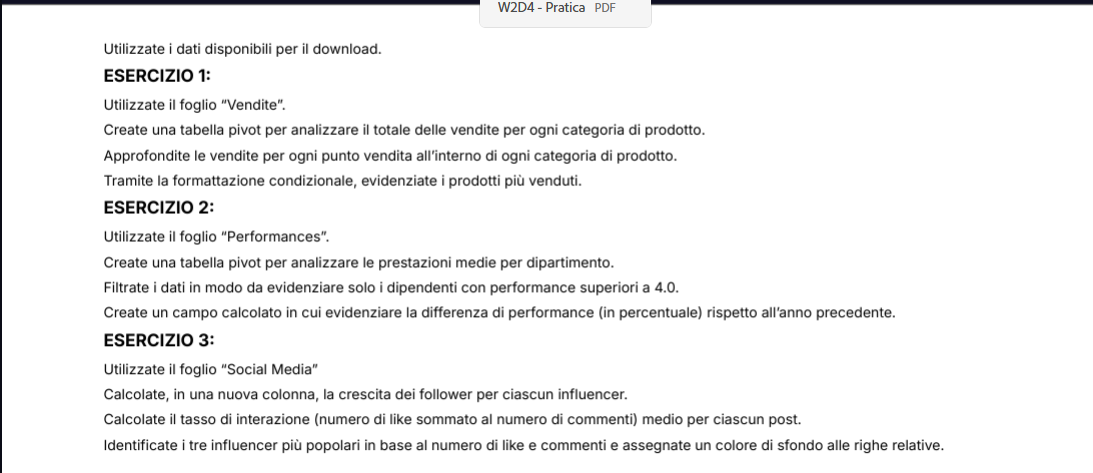 W2D4 - Pratica PDF
Utilizzate i dati disponibili per il download.
ESERCIZIO 1:
Utilizzate il foglio “Vendite”.
Create una tabella pivot per analizzare il totale delle vendite per ogni categoria di prodotto.
Approfondite le vendite per ogni punto vendita all’interno di ogni categoria di prodotto.
Tramite la formattazione condizionale, evidenziate i prodotti più venduti.
ESERCIZIO 2:
Utilizzate il foglio “Performances”.
Create una tabella pivot per analizzare le prestazioni medie per dipartimento.
Filtrate i dati in modo da evidenziare solo i dipendenti con performance superiori a 4.0.
Create un campo calcolato in cui evidenziare la differenza di performance (in percentuale) rispetto all’anno precedente.
ESERCIZIO 3:
Utilizzate il foglio “Social Media”
Calcolate, in una nuova colonna, la crescita dei follower per ciascun influencer.
Calcolate il tasso di interazione (numero di like sommato al numero di commenti) medio per ciascun post.
Identificate i tre influencer più popolari in base al numero di like e commenti e assegnate un colore di sfondo alle righe relative.